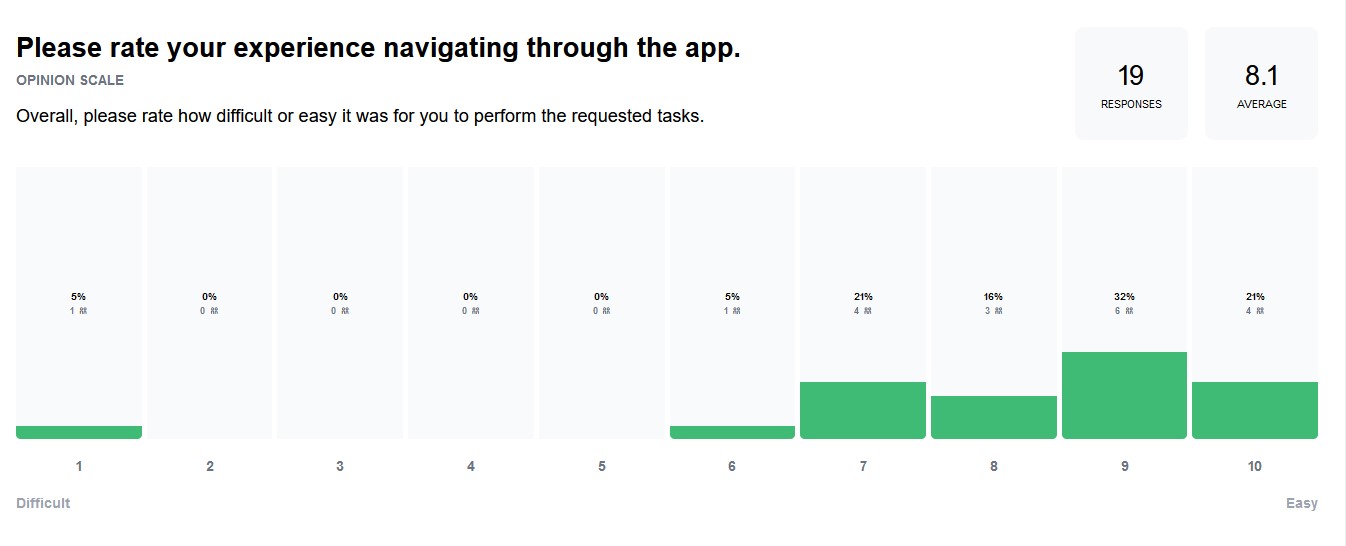 Please rate your experience navigating through the app.
OPINION SCALE
Overall, please rate how difficult or easy it was for you to perform the requested tasks.
19
RESPONSES
8.1
AVERAGE
5% 0% 0% 0% 0% 5% 21% 16% 32% 21%
1 0 0 0 0 1 4 3 6 4
1 2 3 4 5 6 7 8 9 10
Difficult Easy